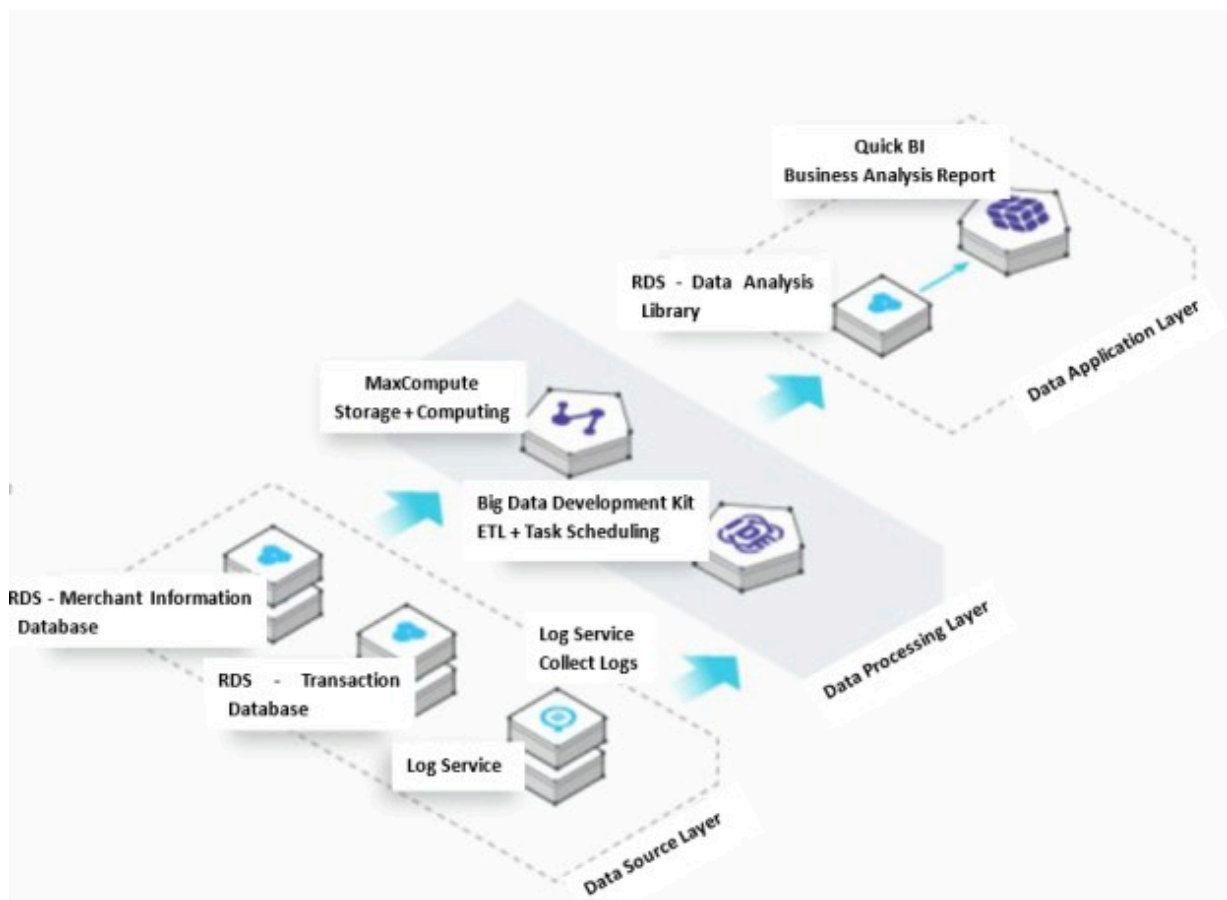 Quick BI
Business Analysis Report
RDS - Data Analysis
Library
Data Application Layer
MaxCompute
Storage + Computing
Big Data Development Kit
ETL + Task Scheduling
Data Processing Layer
RDS - Merchant Information
Database
RDS - Transaction
Database
Log Service
Collect Logs
Log Service
Data Source Layer